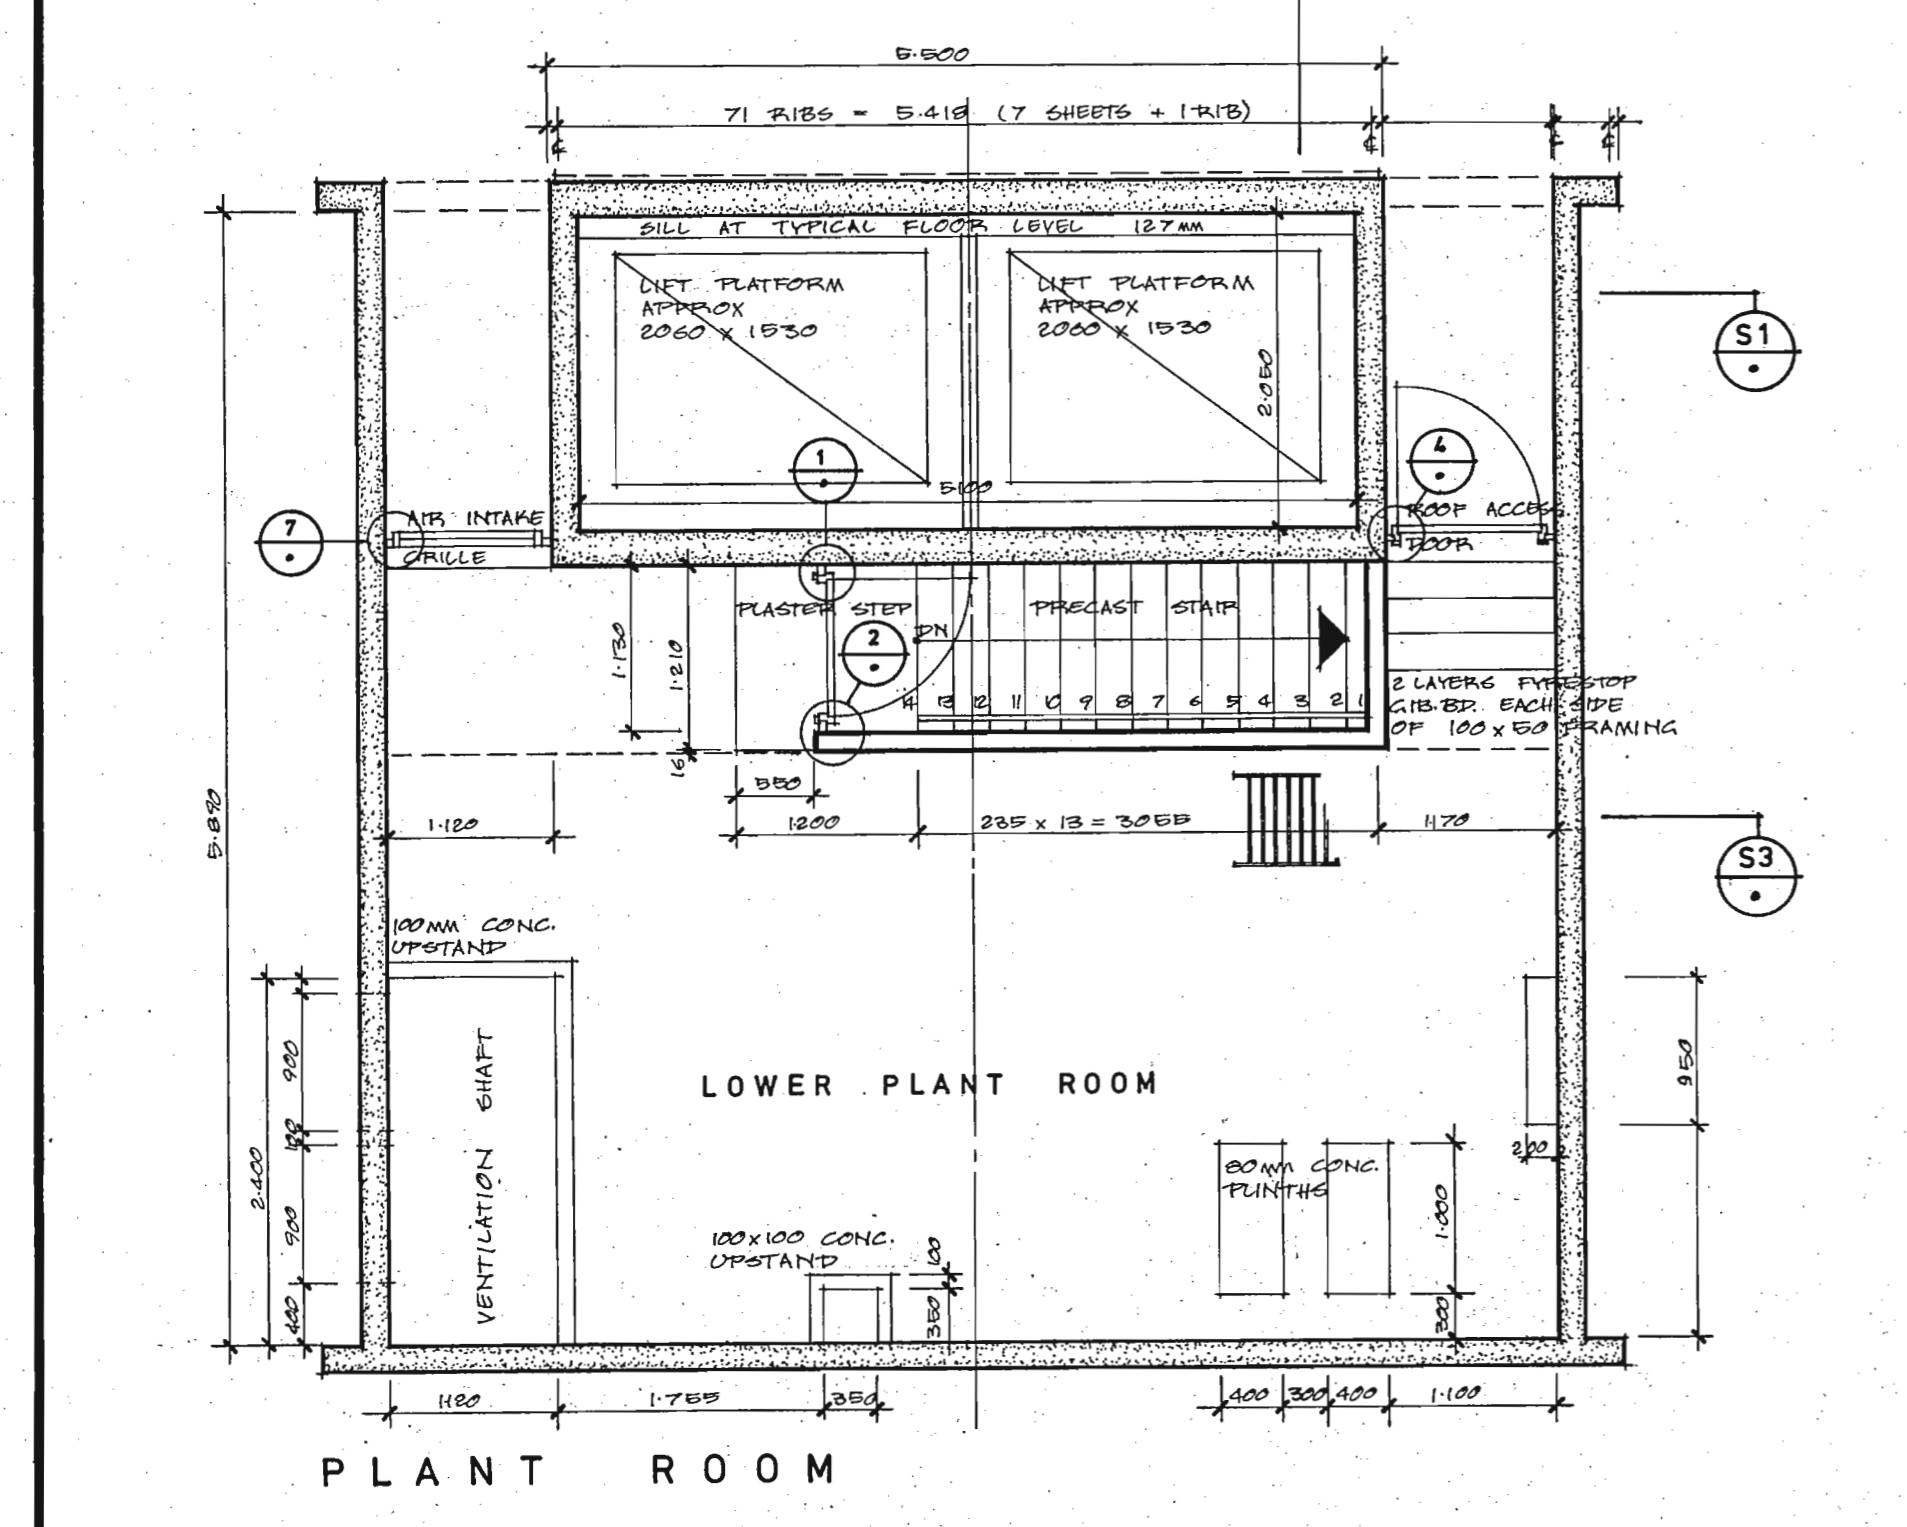 5.500
71 RIBS = 5.418 (7 SHEETS + 1 RIB)
SILL AT TYPICAL FLOOR LEVEL 127MM
LIFT PLATFORM
APPROX
2060 x 1530
LIFT PLATFORM
APPROX
2060 x 1530
2.050
S1
1
4
5100
7
AIR INTAKE
GRILLE
ROOF ACCESS
DOOR
PLASTER STEP
PRECAST STAIR
2
DN
1.130
1.210
14 13 12 11 10 9 8 7 6 5 4 3 2 1
2 LAYERS FYRESTOP
GIB. BD. EACH SIDE
OF 100 x 50 FRAMING
550
1.120
1200
235 x 13 = 3055
1170
5.890
S3
100MM CONC.
UPSTAND
VENTILATION SHAFT
900
100
2.400
900
400
LOWER PLANT ROOM
950
200
80MM CONC.
PLINTHS
1.000
300
100x100 CONC.
UPSTAND
100
350
1120
1.755
350
400
300
400
1.100
PLANT ROOM